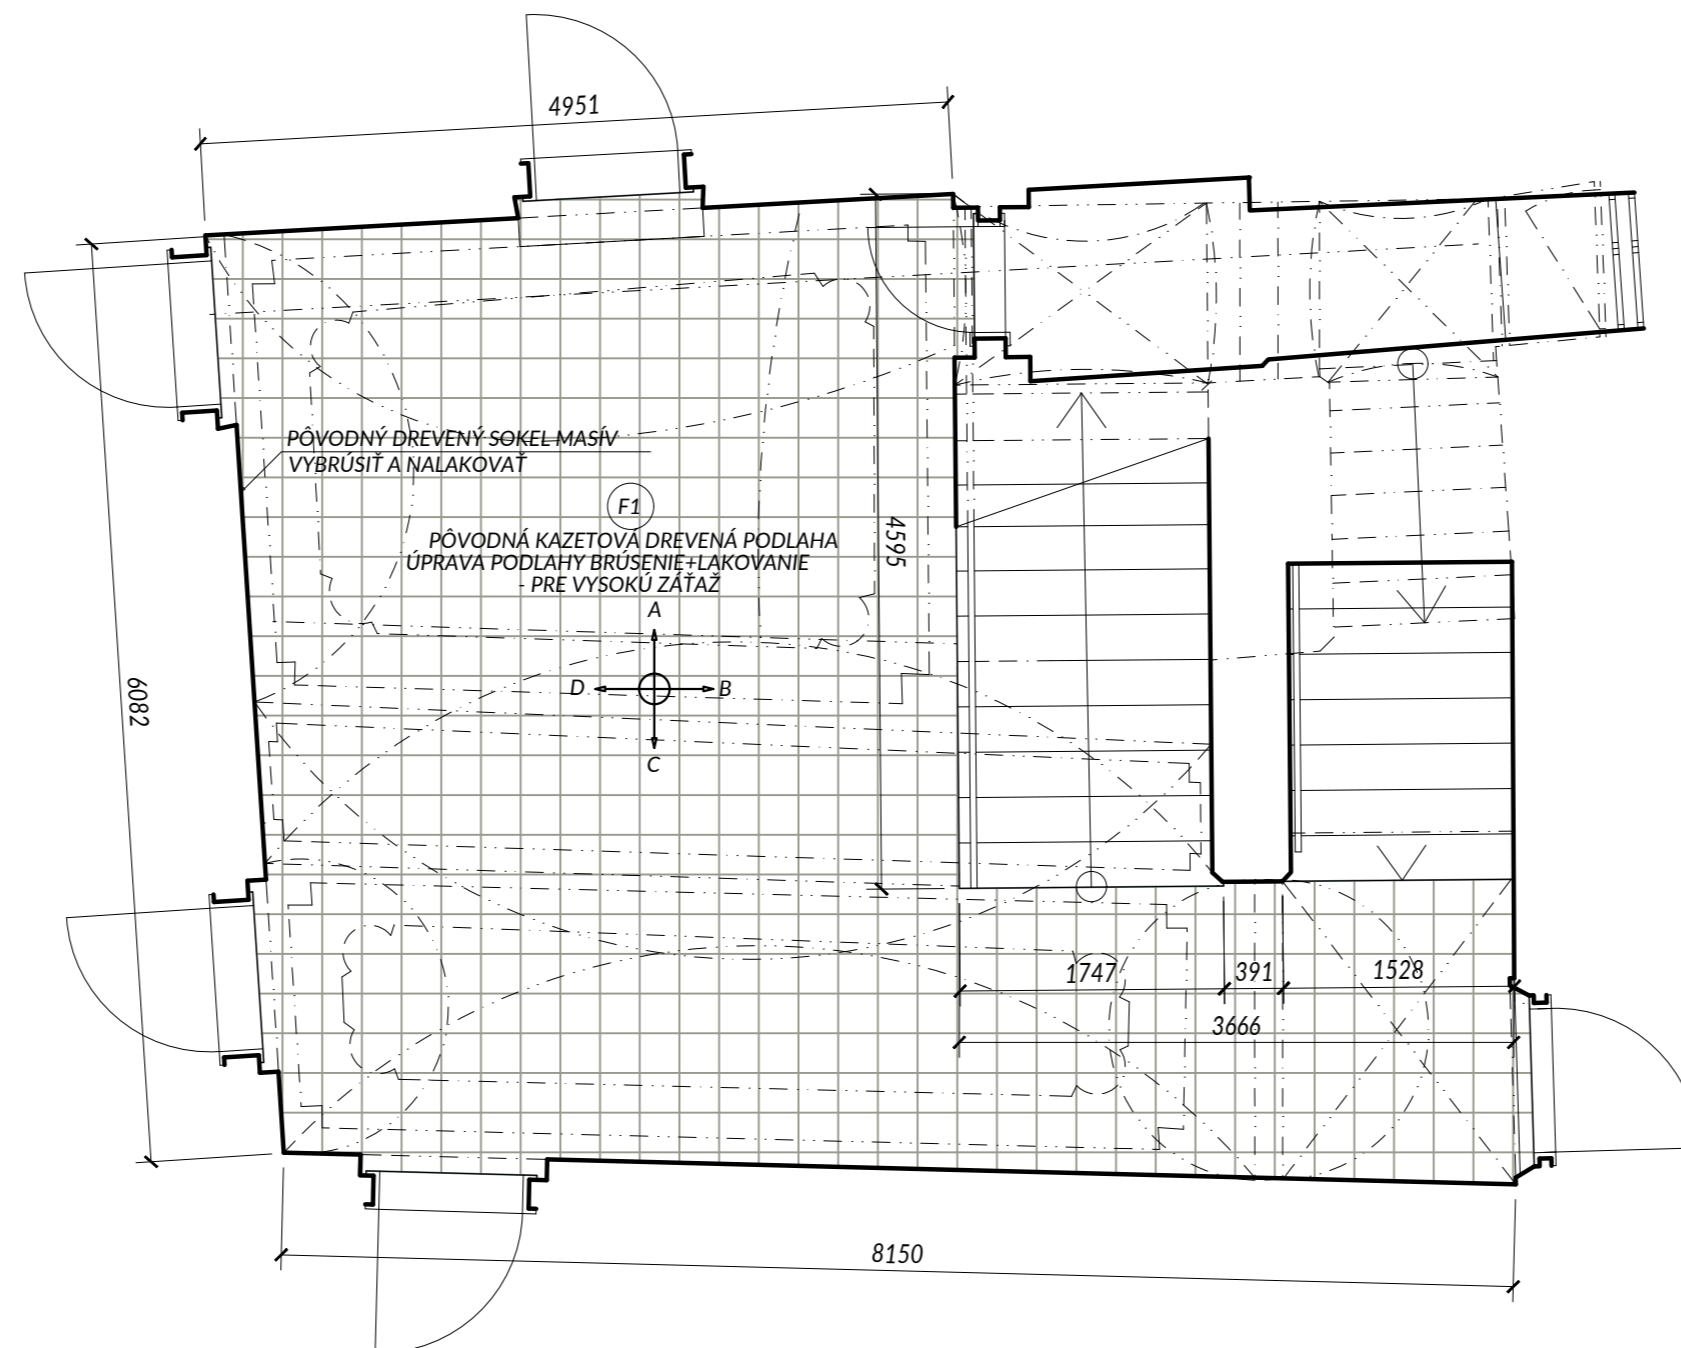 4951
PÔVODNÝ DREVENÝ SOKEL MASÍV
VYBRÚSIŤ A NALAKOVAŤ
F1
PÔVODNÁ KAZETOVÁ DREVENÁ PODLAHA
ÚPRAVA PODLAHY BRÚSENIE+LAKOVANIE
- PRE VYSOKÚ ZÁŤAŽ
4595
A
D
B
C
6082
1747
391
1528
3666
8150